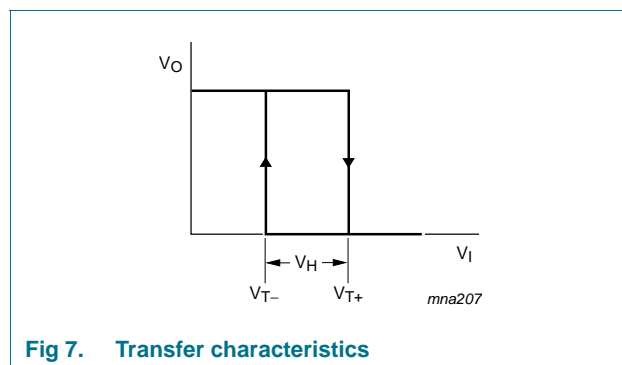 VO
VI
VH
VT−
VT+
mna207
Fig 7. Transfer characteristics